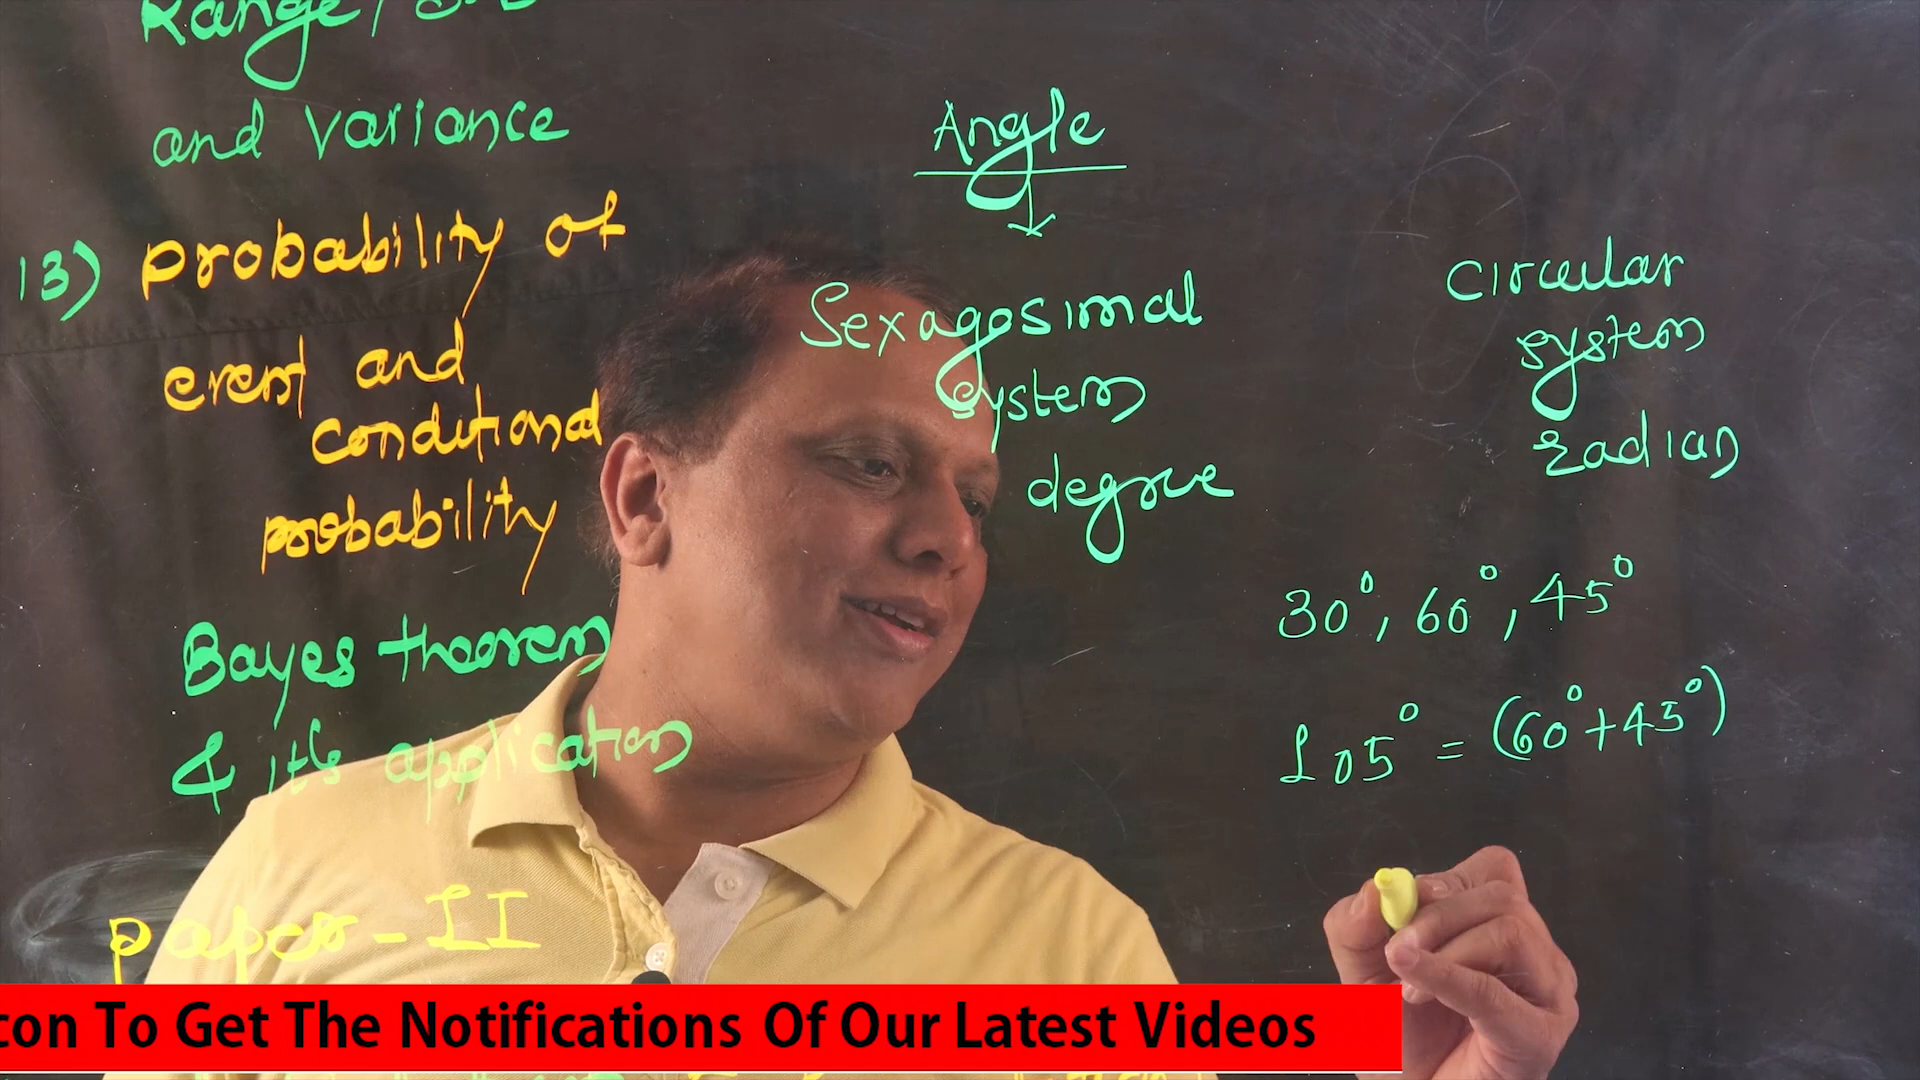 Range,
and variance
13) probability of
event and
conditional
probability
Bayes theorem
& it's application
paper-II
Angle
Sexagesimal
system
degree
circular
system
radian
30°, 60°, 45°
105° = (60°+45°)
con To Get The Notifications Of Our Latest Videos